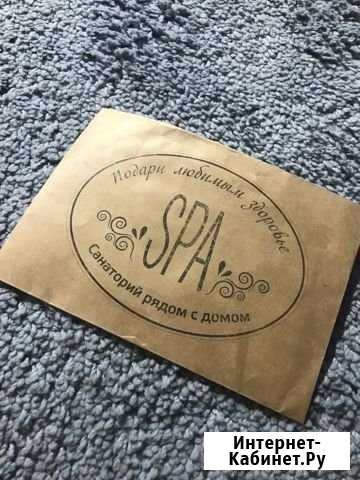 Подари любимым здоровье
SPA
Санаторий рядом с домом
Интернет-
Кабинет.Ру